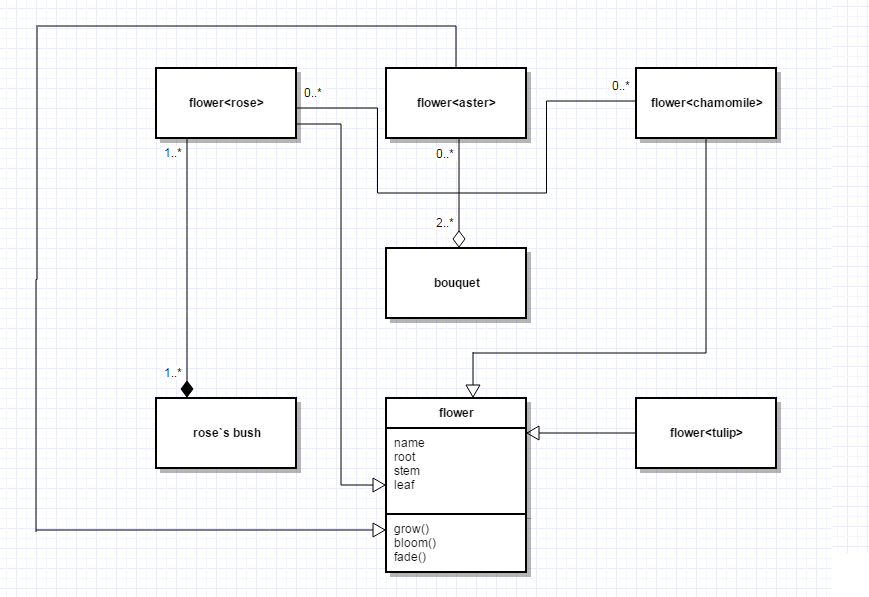 flower<rose>
flower<aster>
flower<chamomile>
0..*
0..*
1..*
0..*
2..*
bouquet
1..*
rose`s bush
flower
flower<tulip>
name
root
stem
leaf
grow()
bloom()
fade()